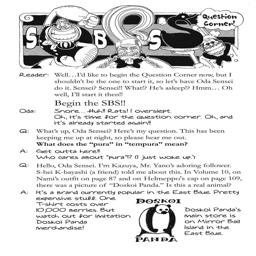 SBS
Question Corner!
Reader: Well...I'd like to begin the Question Corner now, but I
shouldn't be the one to start it, so let's have Oda Sensei
do it. Sensei? Sensei!! What? He's asleep? Hmm... Oh
well, I'll start it then!!
Begin the SBS!!
Oda: Snore... Huh? Rats! I overslept.
Oh, it's time for the question corner. Oh, and
it's already started again!!
Q: What's up, Oda Sensei? Here's my question. This has been
keeping me up at night, so please hear me out.
What does the "pura" in "tempura" mean?
A: Get outta here!!
Who cares about "pura"!? (I just woke up.)
Q: Hello, Oda Sensei. I'm Kazuya, Mr. Yano's adoring follower.
S-hei K-bayashi (a friend) told me about this. In Volume 10, on
Nami's outfit on page 87 and on Helmeppo's cap on page 168
there was a picture of "Doskoi Panda." Is this a real animal?
A: It's a brand currently popular in the East Blue. Pretty
expensive stuff! One
T-shirt costs over
10,000 berries. But
watch out for imitation
Doskoi Panda
merchandise!
DOSKOI
PANDA
Doskoi Panda's
main store is
on Mirror Ball
Island in the
East Blue.